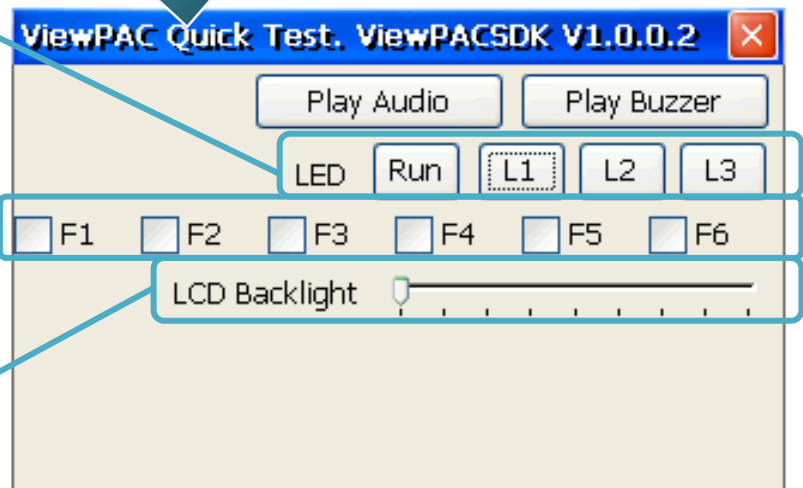 ViewPAC Quick Test. ViewPACSDK V1.0.0.2
Play Audio Play Buzzer
LED Run L1 L2 L3
F1 F2 F3 F4 F5 F6
LCD Backlight